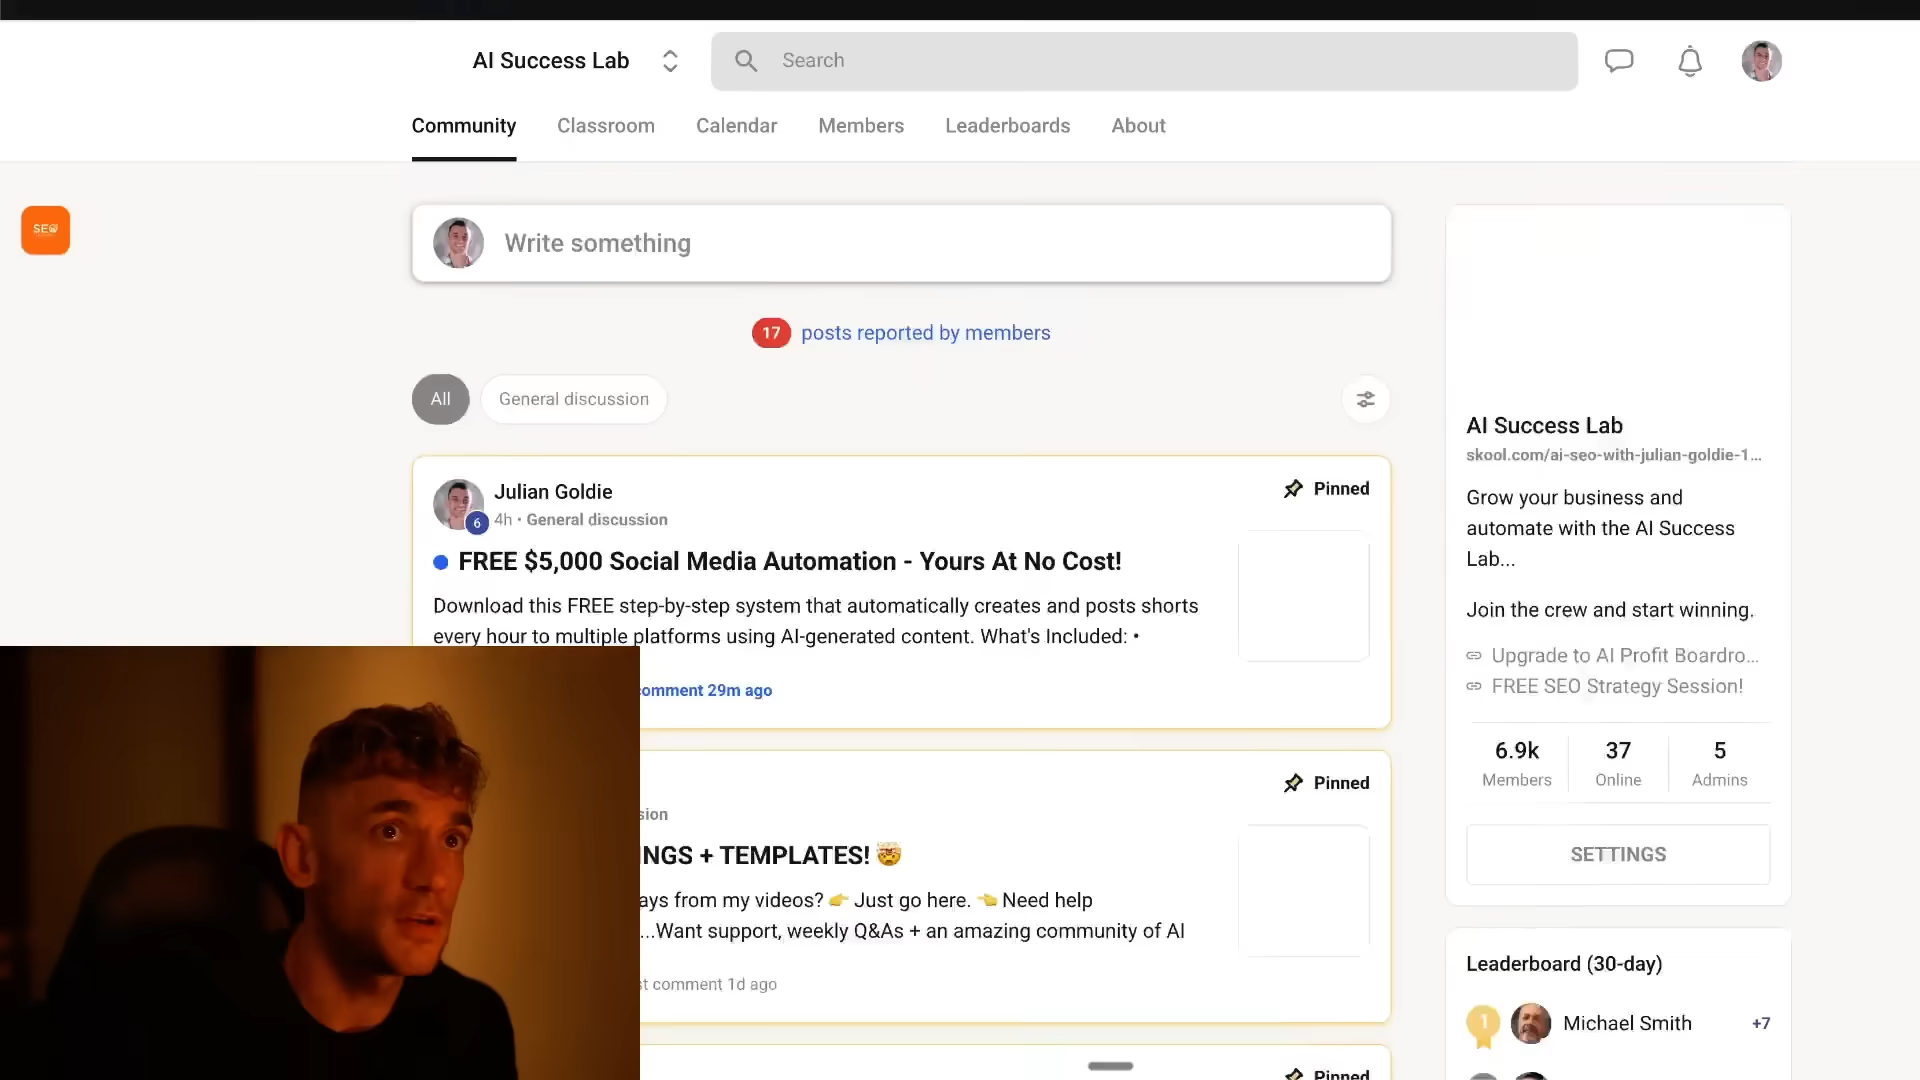 AI Success Lab
Search
Community
Classroom
Calendar
Members
Leaderboards
About
SEO
Write something
17 posts reported by members
All
General discussion
Julian Goldie
Pinned
6
4h • General discussion
FREE $5,000 Social Media Automation - Yours At No Cost!
Download this FREE step-by-step system that automatically creates and posts shorts
every hour to multiple platforms using AI-generated content. What's Included: •
omment 29m ago
Pinned
sion
INGS + TEMPLATES! 🤯
ays from my videos? 👉 Just go here. 👈 Need help
...Want support, weekly Q&As + an amazing community of AI
t comment 1d ago
Pinned
AI Success Lab
skool.com/ai-seo-with-julian-goldie-1...
Grow your business and
automate with the AI Success
Lab...
Join the crew and start winning.
Upgrade to AI Profit Boardro...
FREE SEO Strategy Session!
6.9k
Members
37
Online
5
Admins
SETTINGS
Leaderboard (30-day)
1
Michael Smith
+7